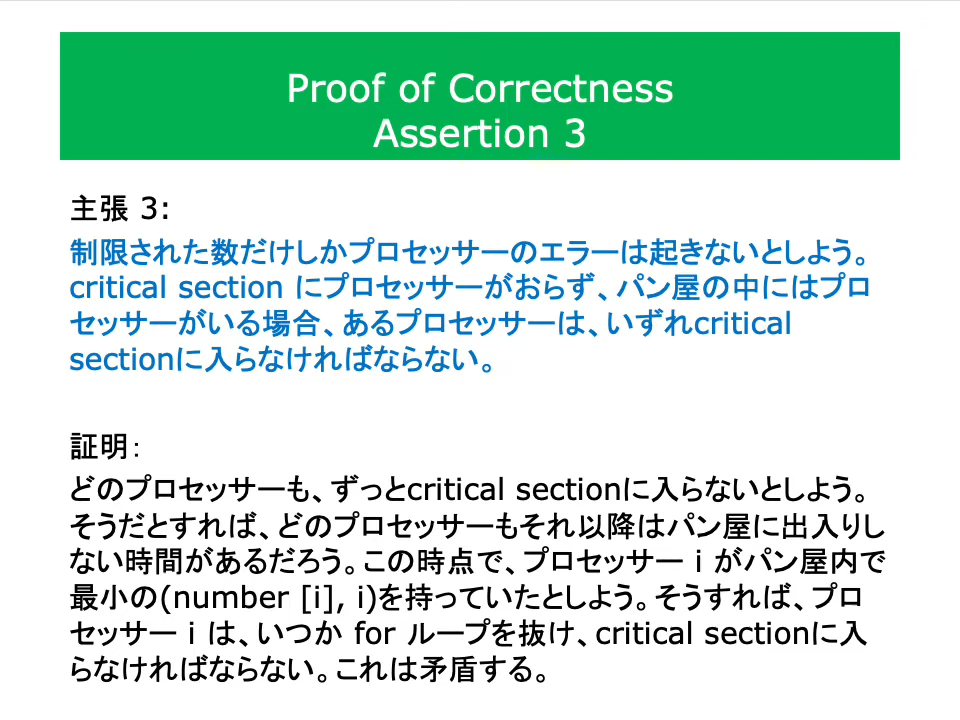 Proof of Correctness
Assertion 3
主張 3:
制限された数だけしかプロセッサーのエラーは起きないとしよう。
critical section にプロセッサーがおらず、パン屋の中にはプロ
セッサーがいる場合、あるプロセッサーは、いずれcritical
sectionに入らなければならない。
証明：
どのプロセッサーも、ずっとcritical sectionに入らないとしよう。
そうだとすれば、どのプロセッサーもそれ以降はパン屋に出入りし
ない時間があるだろう。この時点で、プロセッサー i がパン屋内で
最小の(number [i], i)を持っていたとしよう。そうすれば、プロ
セッサー i は、いつか for ループを抜け、critical sectionに入
らなければならない。これは矛盾する。